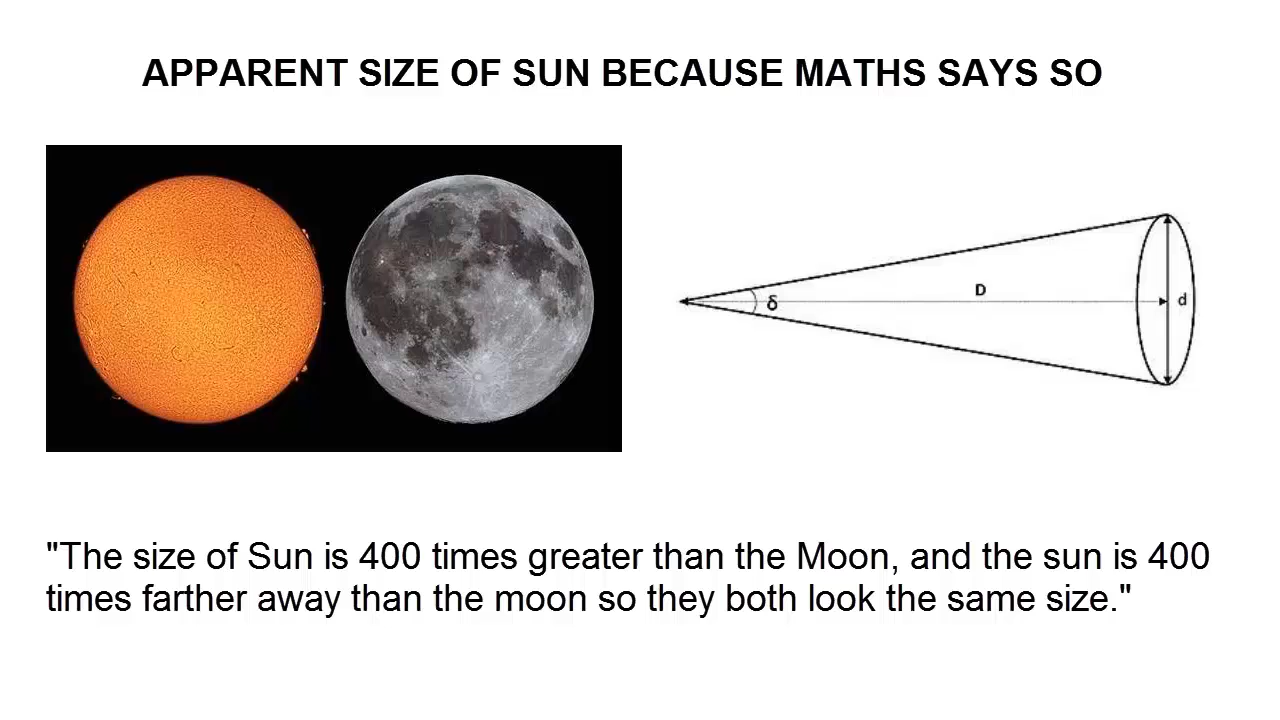 APPARENT SIZE OF SUN BECAUSE MATHS SAYS SO
δ
D
d
"The size of Sun is 400 times greater than the Moon, and the sun is 400
times farther away than the moon so they both look the same size."